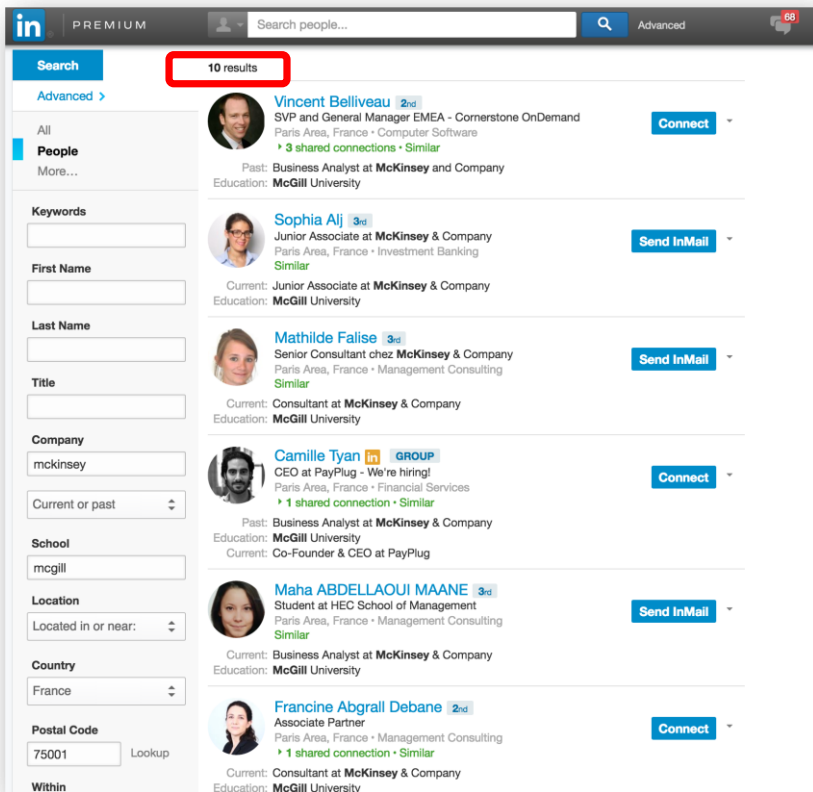 in PREMIUM Search people... Advanced 68
Search
Advanced >
All
People
More...
Keywords
First Name
Last Name
Title
Company
mckinsey
Current or past
School
mcgill
Location
Located in or near:
Country
France
Postal Code
75001 Lookup
Within
10 results
Vincent Belliveau 2nd
SVP and General Manager EMEA - Cornerstone OnDemand
Paris Area, France • Computer Software
3 shared connections • Similar
Connect
Past: Business Analyst at McKinsey and Company
Education: McGill University
Sophia Alj 3rd
Junior Associate at McKinsey & Company
Paris Area, France • Investment Banking
Similar
Send InMail
Current: Junior Associate at McKinsey & Company
Education: McGill University
Mathilde Falise 3rd
Senior Consultant chez McKinsey & Company
Paris Area, France • Management Consulting
Similar
Send InMail
Current: Consultant at McKinsey & Company
Education: McGill University
Camille Tyan in GROUP
CEO at PayPlug - We're hiring!
Paris Area, France • Financial Services
1 shared connection • Similar
Connect
Past: Business Analyst at McKinsey & Company
Education: McGill University
Current: Co-Founder & CEO at PayPlug
Maha ABDELLAOUI MAANE 3rd
Student at HEC School of Management
Paris Area, France • Management Consulting
Similar
Send InMail
Current: Business Analyst at McKinsey & Company
Education: McGill University
Francine Abgrall Debane 2nd
Associate Partner
Paris Area, France • Management Consulting
1 shared connection • Similar
Connect
Current: Consultant at McKinsey & Company
Education: McGill University